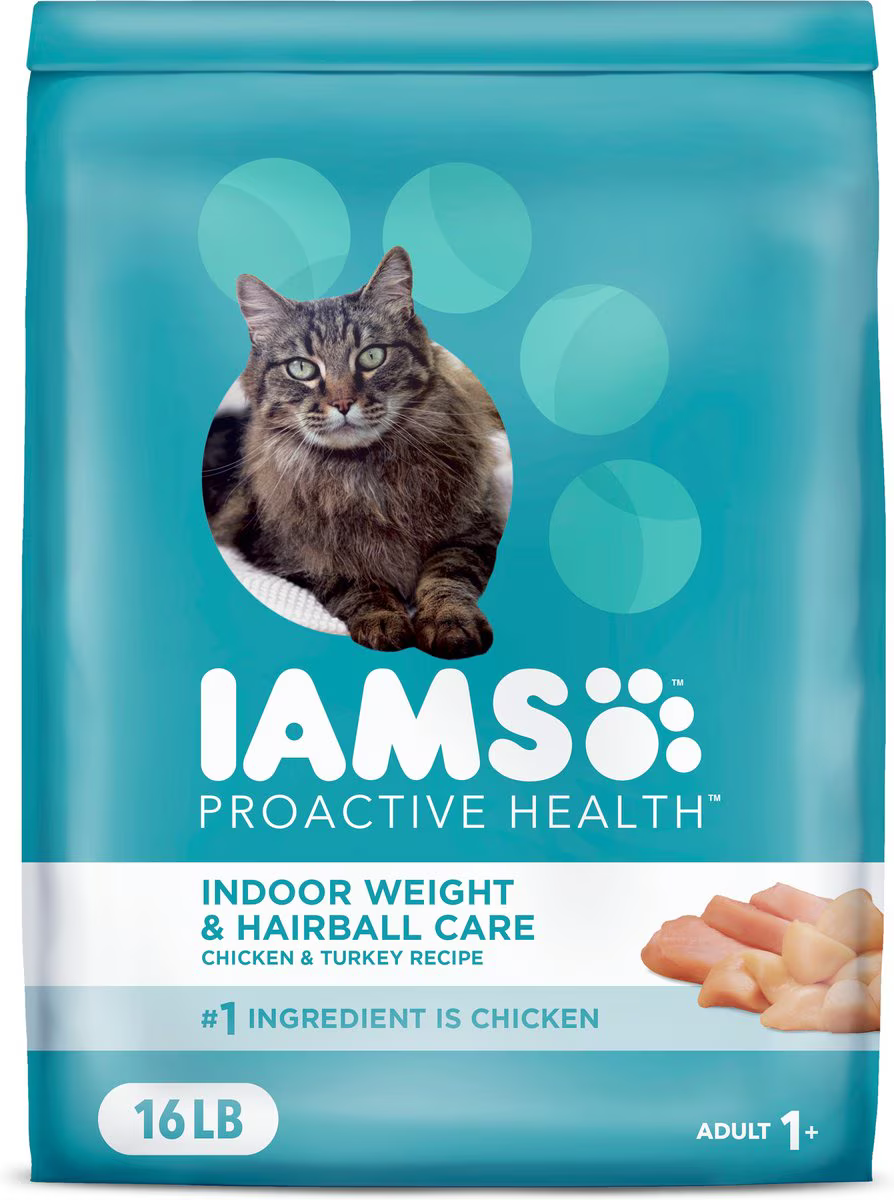 IAMS™
PROACTIVE HEALTH™
INDOOR WEIGHT
& HAIRBALL CARE
CHICKEN & TURKEY RECIPE
#1 INGREDIENT IS CHICKEN
16 LB
ADULT 1+